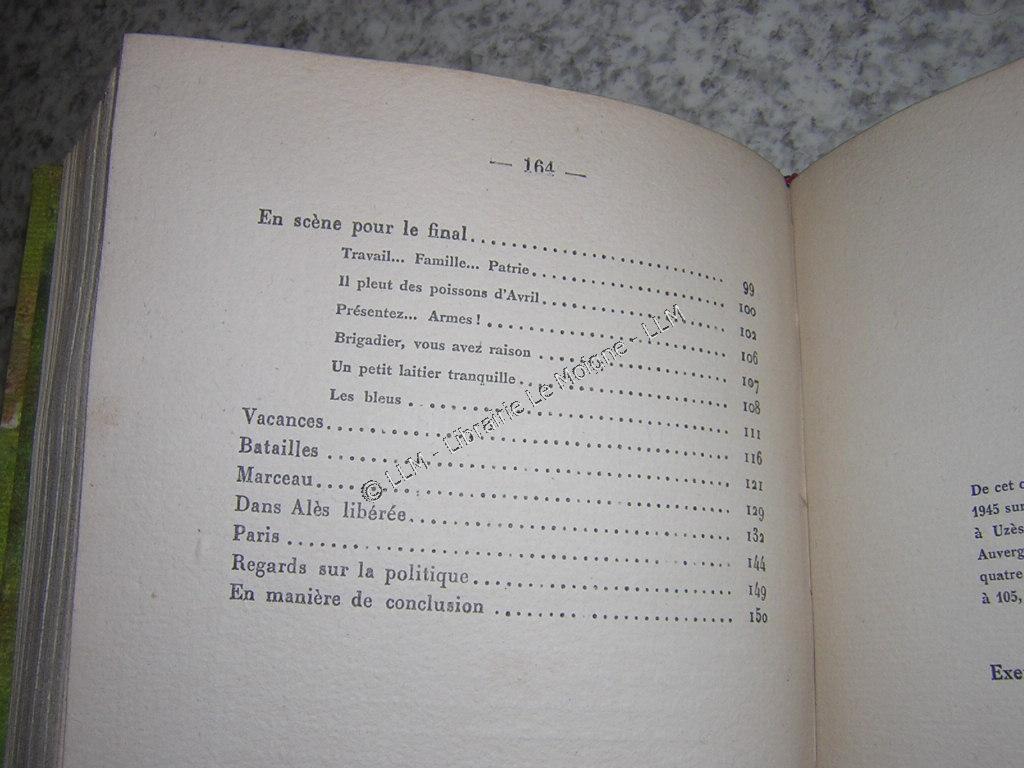 — 164 —
En scène pour le final........................ 99
Travail... Famille... Patrie.................. 100
Il pleut des poissons d'Avril................. 102
Présentez... Armes !.......................... 106
Brigadier, vous avez raison .................. 107
Un petit laitier tranquille................... 108
Les bleus .................................... 111
Vacances...................................... 116
Batailles .................................... 121
Marceau....................................... 129
Dans Alès libérée............................. 132
Paris ........................................ 144
Regards sur la politique...................... 149
En manière de conclusion ..................... 150
© LLM - Librairie Le Moigne - LLM
De cet
1945 sur
à Uzès
Auverg
quatre
à 105,
Exe